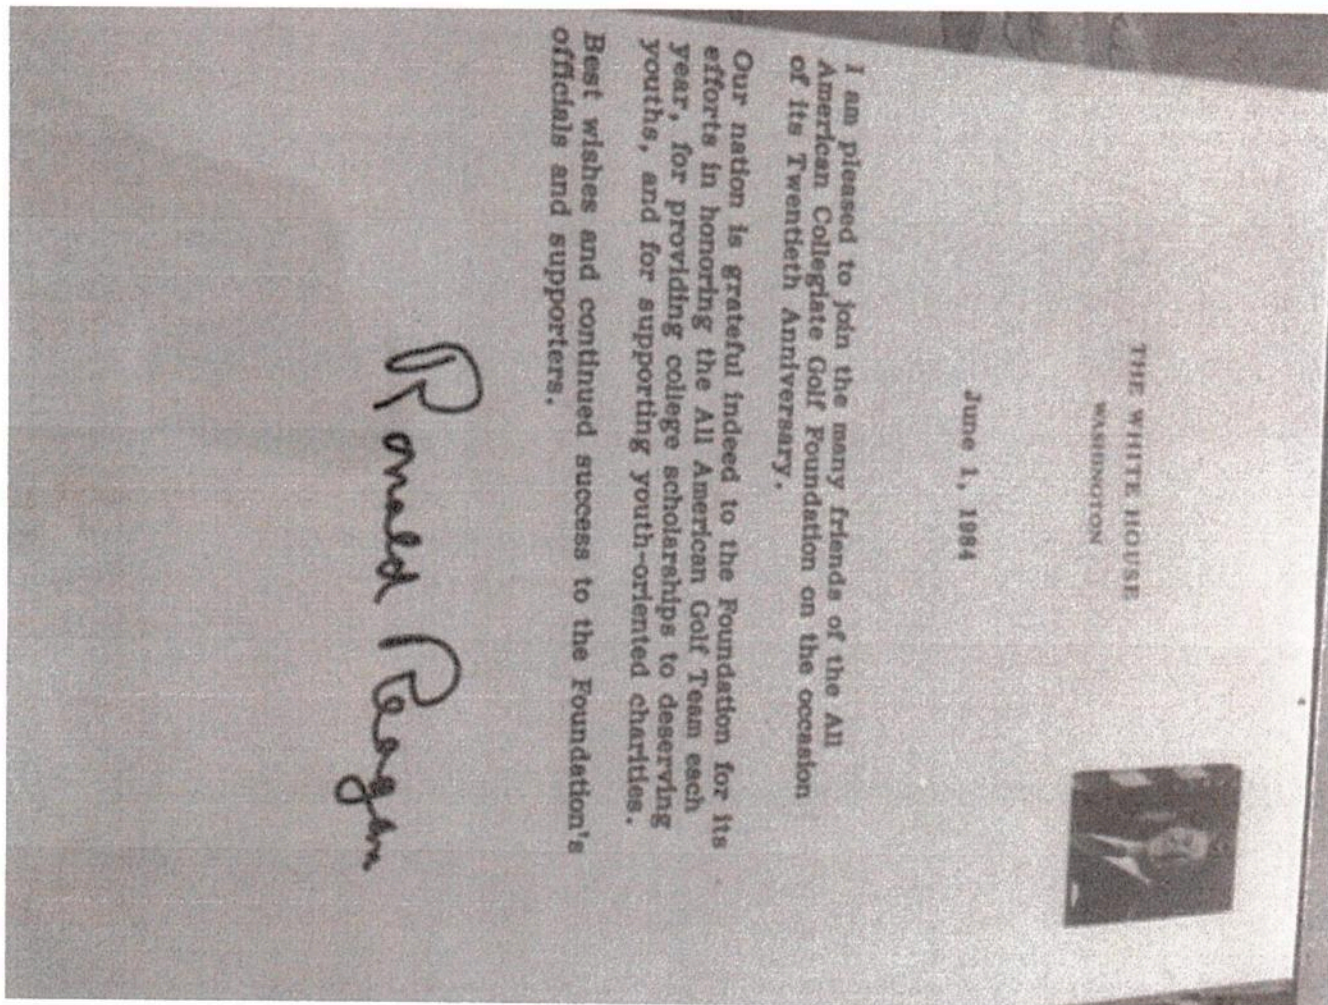 THE WHITE HOUSE
WASHINGTON
June 1, 1984
I am pleased to join the many friends of the All
American Collegiate Golf Foundation on the occasion
of its Twentieth Anniversary.
Our nation is grateful indeed to the Foundation for its
efforts in honoring the All American Golf Team each
year, for providing college scholarships to deserving
youths, and for supporting youth-oriented charities.
Best wishes and continued success to the Foundation's
officials and supporters.
Ronald Reagan